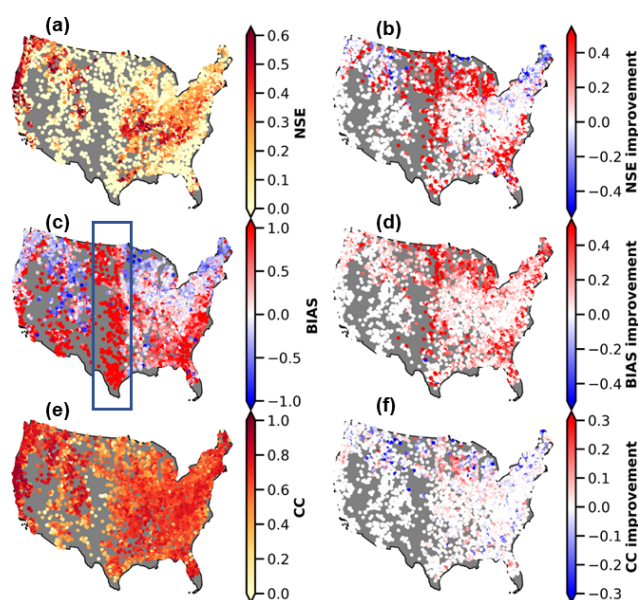 (a)
0.6
0.5
0.4
0.3
0.2
0.1
0.0
NSE
(b)
0.4
0.2
0.0
−0.2
−0.4
NSE improvement
(c)
1.0
0.5
0.0
−0.5
−1.0
BIAS
(d)
0.4
0.2
0.0
−0.2
−0.4
BIAS improvement
(e)
1.0
0.8
0.6
0.4
0.2
0.0
CC
(f)
0.3
0.2
0.1
0.0
−0.1
−0.2
−0.3
CC improvement